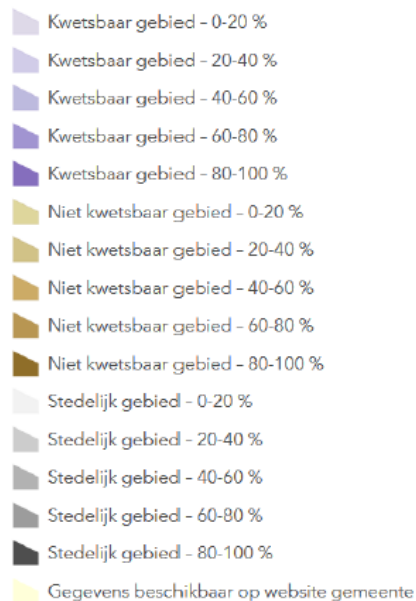 Kwetsbaar gebied - 0-20 %
Kwetsbaar gebied - 20-40 %
Kwetsbaar gebied - 40-60 %
Kwetsbaar gebied - 60-80 %
Kwetsbaar gebied - 80-100 %
Niet kwetsbaar gebied - 0-20 %
Niet kwetsbaar gebied - 20-40 %
Niet kwetsbaar gebied - 40-60 %
Niet kwetsbaar gebied - 60-80 %
Niet kwetsbaar gebied - 80-100 %
Stedelijk gebied - 0-20 %
Stedelijk gebied - 20-40 %
Stedelijk gebied - 40-60 %
Stedelijk gebied - 60-80 %
Stedelijk gebied - 80-100 %
Gegevens beschikbaar op website gemeente